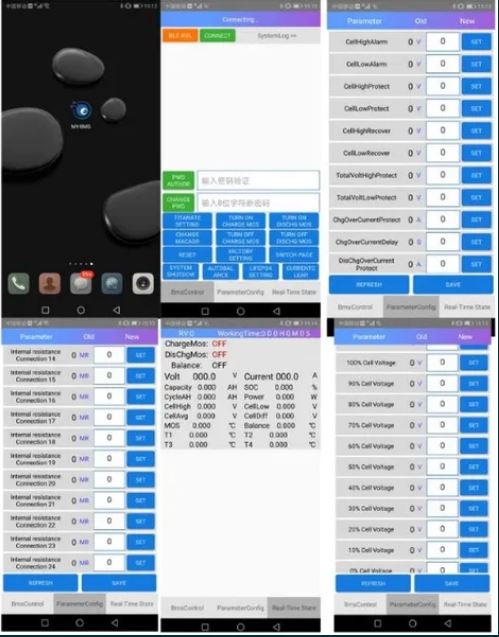 MYBMS
Connecting..
BLE AVL
CONNECT
SystemLog >>
PWD
AUTHOR
输入密码验证
CHANGE
PWD
输入8位字符新密码
TITANATE
SETTING
TURN ON
CHARGE MOS
TURN ON
DISCHG MOS
CHANGE
MACADR
TURN OFF
CHARGE MOS
TURN OFF
DISCHG MOS
RESET
FACTORY
SETTING
SWITCH PAGE
SYSTEM
SHUTDOWN
AUTOBAL
ANCE
LIFEPO4
SETTING
CURRENT0
LEAH
BmsControl ParameterConfig Real-Time State
Parameter Old New
CellHighAlarm 0 V 0 SET
CellLowAlarm 0 V 0 SET
CellHighProtect 0 V 0 SET
CellLowProtect 0 V 0 SET
CellHighRecover 0 V 0 SET
CellLowRecover 0 V 0 SET
TotalVoltHighProtect 0 V 0 SET
TotalVoltLowProtect 0 V 0 SET
ChgOverCurrentProtect 0 A 0 SET
ChgOverCurrentDelay 0 S 0 SET
DisChgOverCurrent
Protect 0 A 0 SET
REFRESH SAVE
BmsControl ParameterConfig Real-Time State
Parameter Old New
Internal resistance
Connection 14 0 MR 0 SET
Internal resistance
Connection 15 0 MR 0 SET
Internal resistance
Connection 16 0 MR 0 SET
Internal resistance
Connection 17 0 MR 0 SET
Internal resistance
Connection 18 0 MR 0 SET
Internal resistance
Connection 19 0 MR 0 SET
Internal resistance
Connection 20 0 MR 0 SET
Internal resistance
Connection 21 0 MR 0 SET
Internal resistance
Connection 22 0 MR 0 SET
Internal resistance
Connection 23 0 MR 0 SET
Internal resistance
Connection 24 0 MR 0 SET
REFRESH SAVE
BmsControl ParameterConfig Real-Time State
RV:0 WorkingTime:0 D 0 H 0 M 0 S
ChargeMos: OFF
DisChgMos: OFF
Balance: OFF
Volt 000.0 V Current 000.0 A
Capacity 0.000 AH SOC 0.000 %
CycleAH 0.000 AH Power 0.000 W
CellHigh 0.000 V CellLow 0.000 V
CellAvg 0.000 V CellDiff 0.000 V
MOS 0.000 ℃ Balance 0.000 ℃
T1 0.000 ℃ T2 0.000 ℃
T3 0.000 ℃ T4 0.000 ℃
BmsControl ParameterConfig Real-Time State
Parameter Old New
100% Cell Voltage 0 V 0 SET
90% Cell Voltage 0 V 0 SET
80% Cell Voltage 0 V 0 SET
70% Cell Voltage 0 V 0 SET
60% Cell Voltage 0 V 0 SET
50% Cell Voltage 0 V 0 SET
40% Cell Voltage 0 V 0 SET
30% Cell Voltage 0 V 0 SET
20% Cell Voltage 0 V 0 SET
10% Cell Voltage 0 V 0 SET
0% Cell Voltage 0 V 0 SET
REFRESH SAVE
BmsControl ParameterConfig Real-Time State